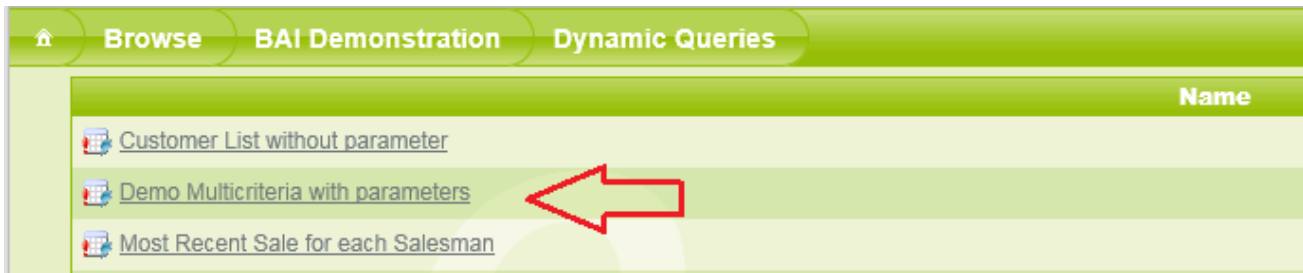 Browse BAI Demonstration Dynamic Queries
Name
Customer List without parameter
Demo Multicriteria with parameters
Most Recent Sale for each Salesman